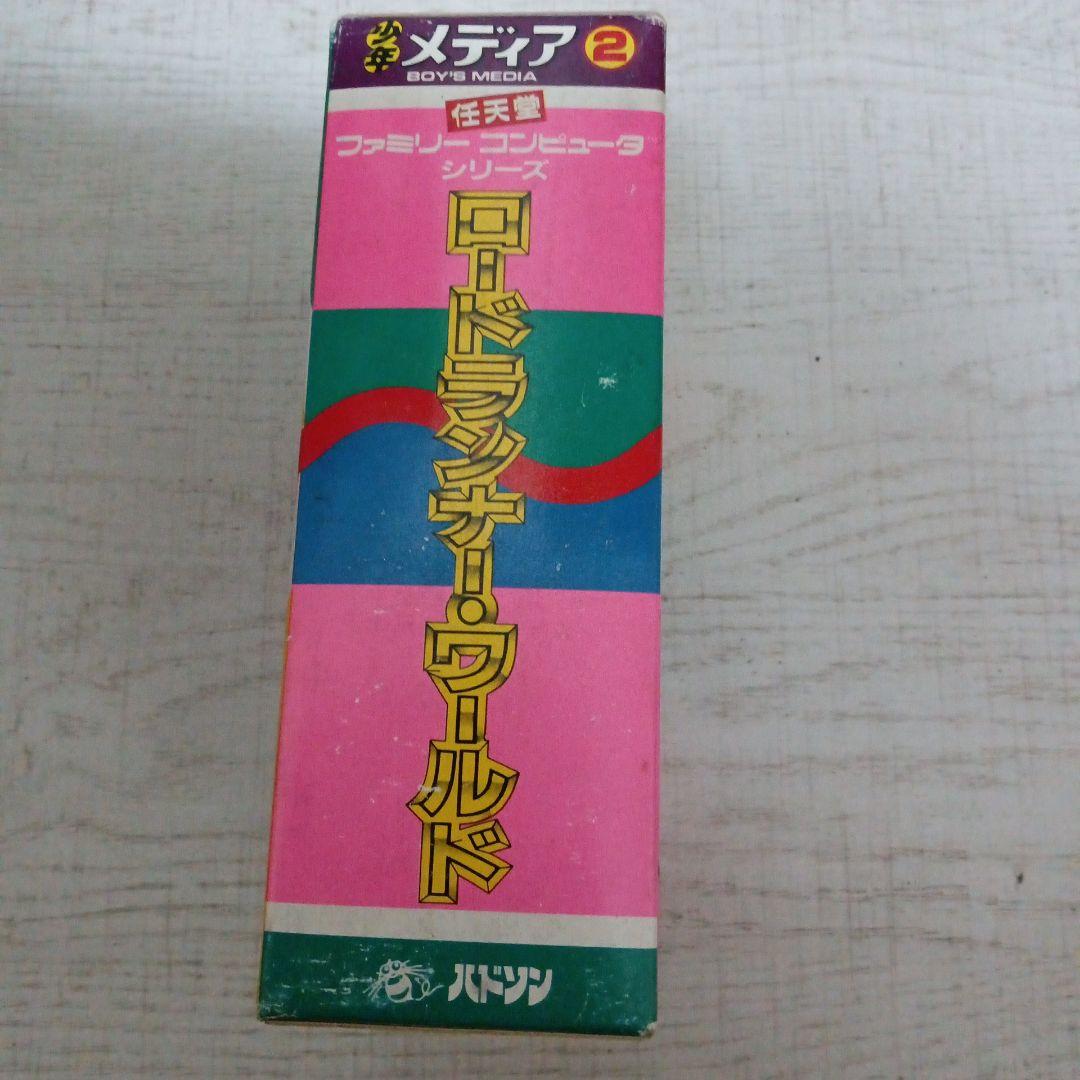 少年メディア2
BOY'S MEDIA
任天堂
ファミリー コンピュータ™
シリーズ
ロードランナー・ワールド
ハドソン